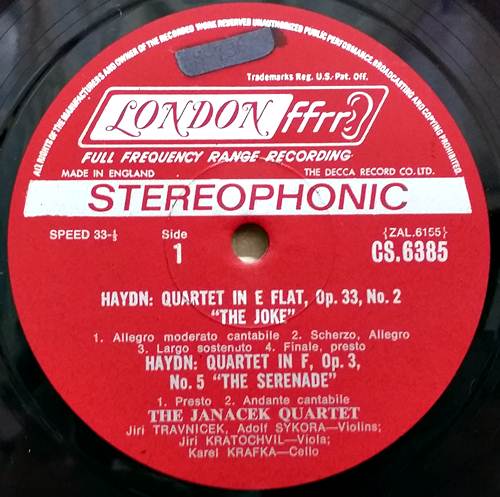 ALL RIGHTS OF THE MANUFACTURERS AND OWNER OF THE RECORDED WORK RESERVED UNAUTHORIZED PUBLIC PERFORMANCE, BROADCASTING AND COPYING PROHIBITED.
Trademarks Reg. U.S. Pat. Off.
LONDON ffrr
FULL FREQUENCY RANGE RECORDING
MADE IN ENGLAND THE DECCA RECORD CO. LTD.
STEREOPHONIC
SPEED 33-⅓ Side {ZAL.6155}
1 CS.6385
HAYDN: QUARTET IN E FLAT, Op. 33, No. 2
“THE JOKE”
1. Allegro moderato cantabile 2. Scherzo, Allegro
3. Largo sostenuto 4. Finale, presto
HAYDN: QUARTET IN F, Op. 3,
No. 5 “THE SERENADE”
1. Presto 2. Andante cantabile
THE JANACEK QUARTET
Jiri TRAVNICEK, Adolf SYKORA—Violins;
Jiri KRATOCHVIL—Viola;
Karel KRAFKA—Cello